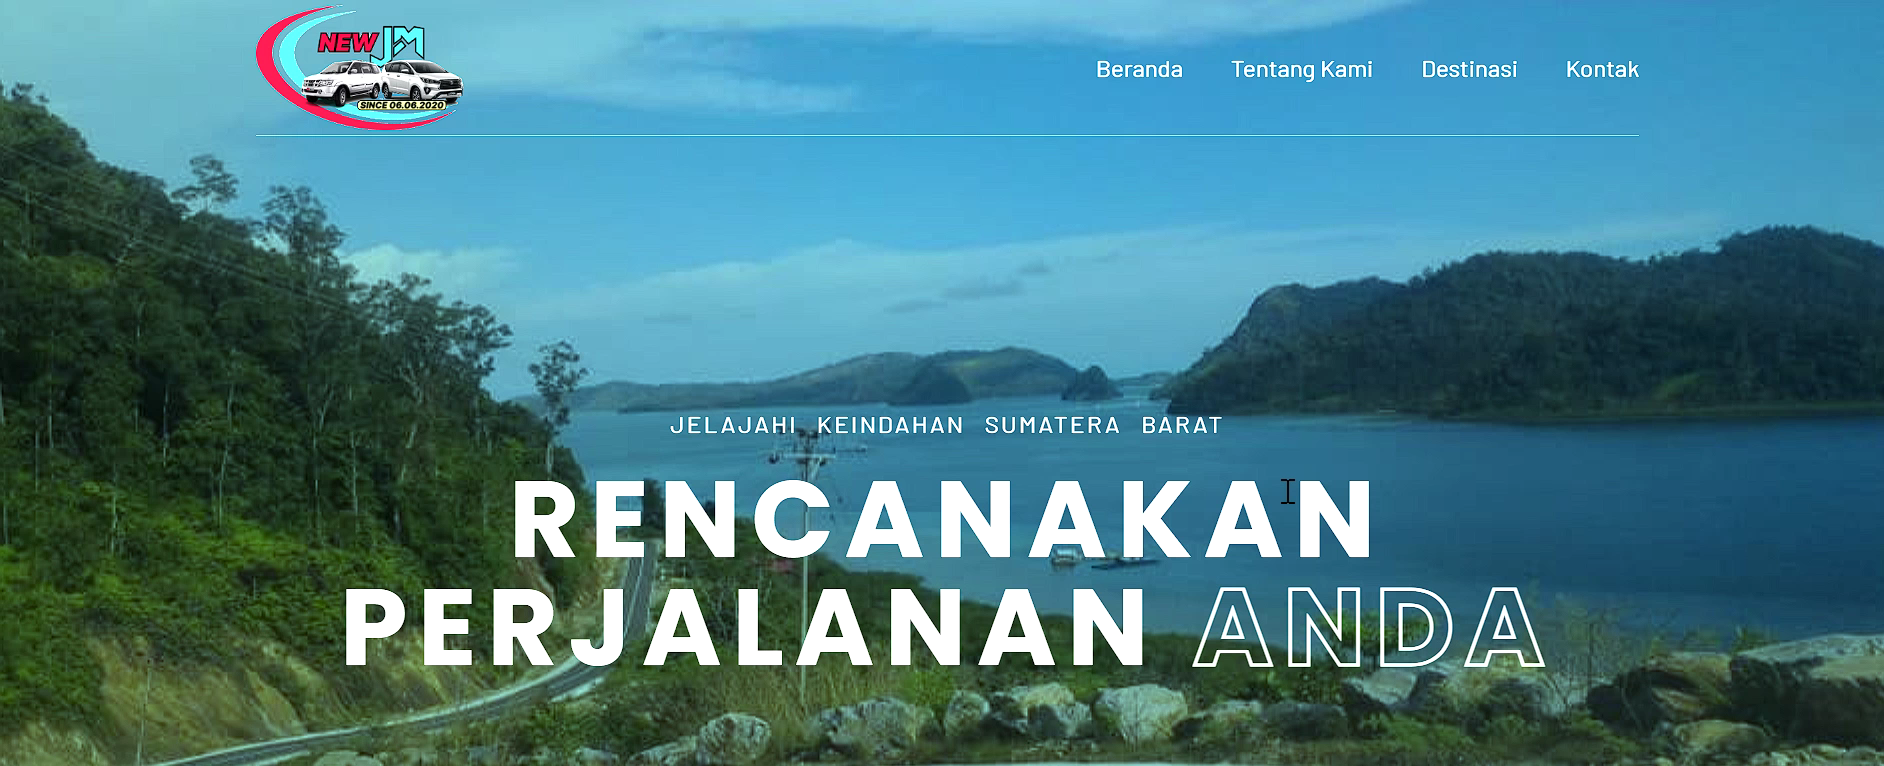 NEW JM
SINCE 06.06.2020
Beranda Tentang Kami Destinasi Kontak
JELAJAHI KEINDAHAN SUMATERA BARAT
RENCANAKAN
PERJALANAN ANDA